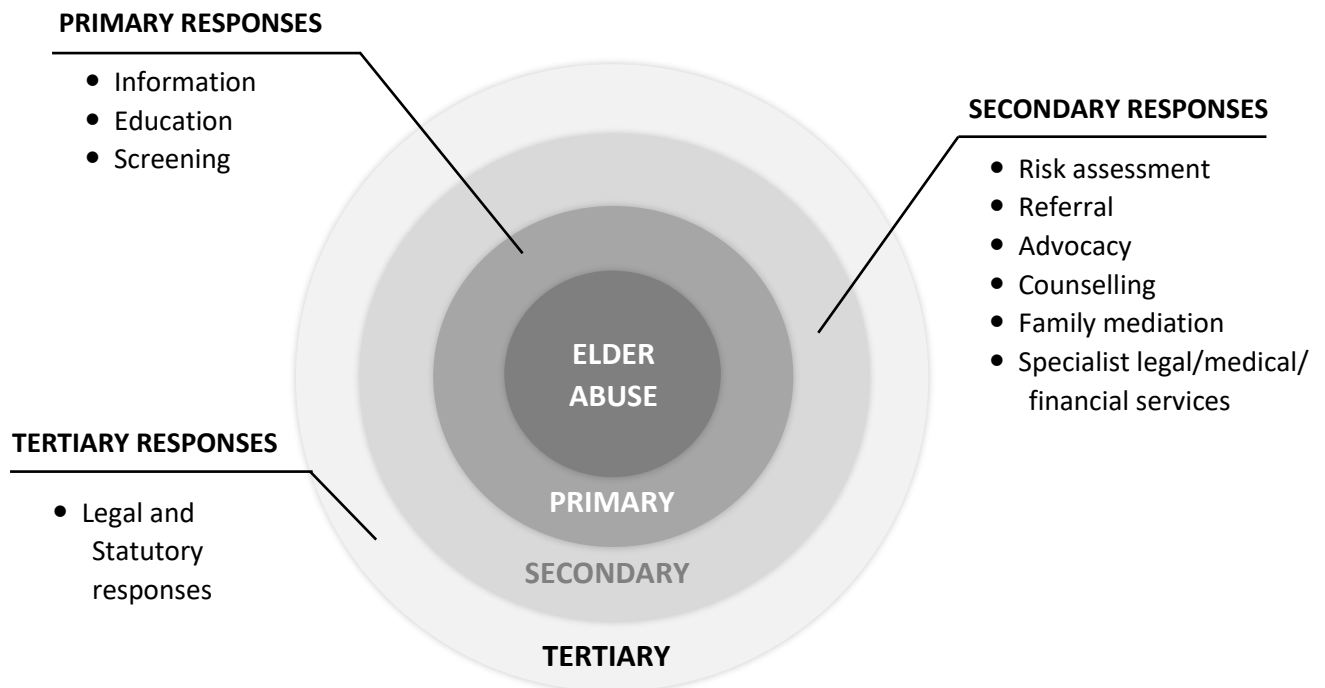 PRIMARY RESPONSES
• Information
• Education
• Screening
SECONDARY RESPONSES
• Risk assessment
• Referral
• Advocacy
• Counselling
• Family mediation
• Specialist legal/medical/
financial services
ELDER
ABUSE
TERTIARY RESPONSES
• Legal and
Statutory
responses
PRIMARY
SECONDARY
TERTIARY